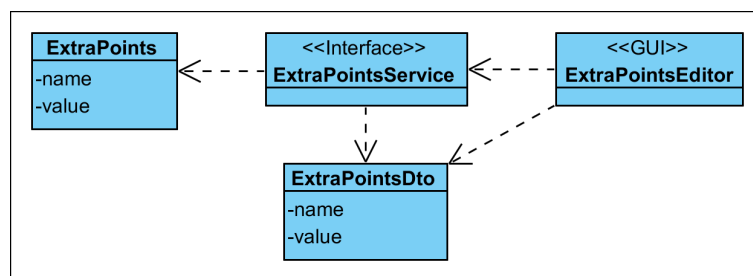 ExtraPoints
-name
-value
<<Interface>>
ExtraPointsService
<<GUI>>
ExtraPointsEditor
ExtraPointsDto
-name
-value